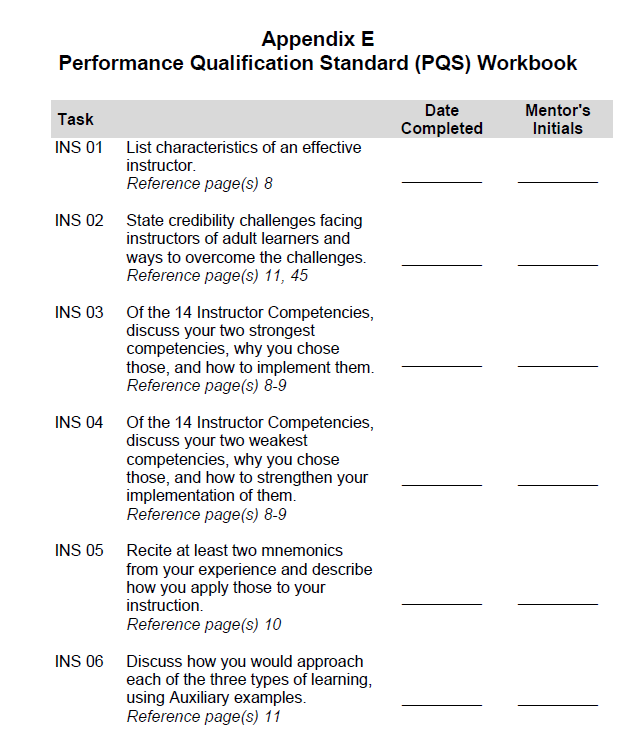 Appendix E
Performance Qualification Standard (PQS) Workbook
Task
Date
Completed
Mentor's
Initials
INS 01 List characteristics of an effective
instructor.
Reference page(s) 8
INS 02 State credibility challenges facing
instructors of adult learners and
ways to overcome the challenges.
Reference page(s) 11, 45
INS 03 Of the 14 Instructor Competencies,
discuss your two strongest
competencies, why you chose
those, and how to implement them.
Reference page(s) 8-9
INS 04 Of the 14 Instructor Competencies,
discuss your two weakest
competencies, why you chose
those, and how to strengthen your
implementation of them.
Reference page(s) 8-9
INS 05 Recite at least two mnemonics
from your experience and describe
how you apply those to your
instruction.
Reference page(s) 10
INS 06 Discuss how you would approach
each of the three types of learning,
using Auxiliary examples.
Reference page(s) 11